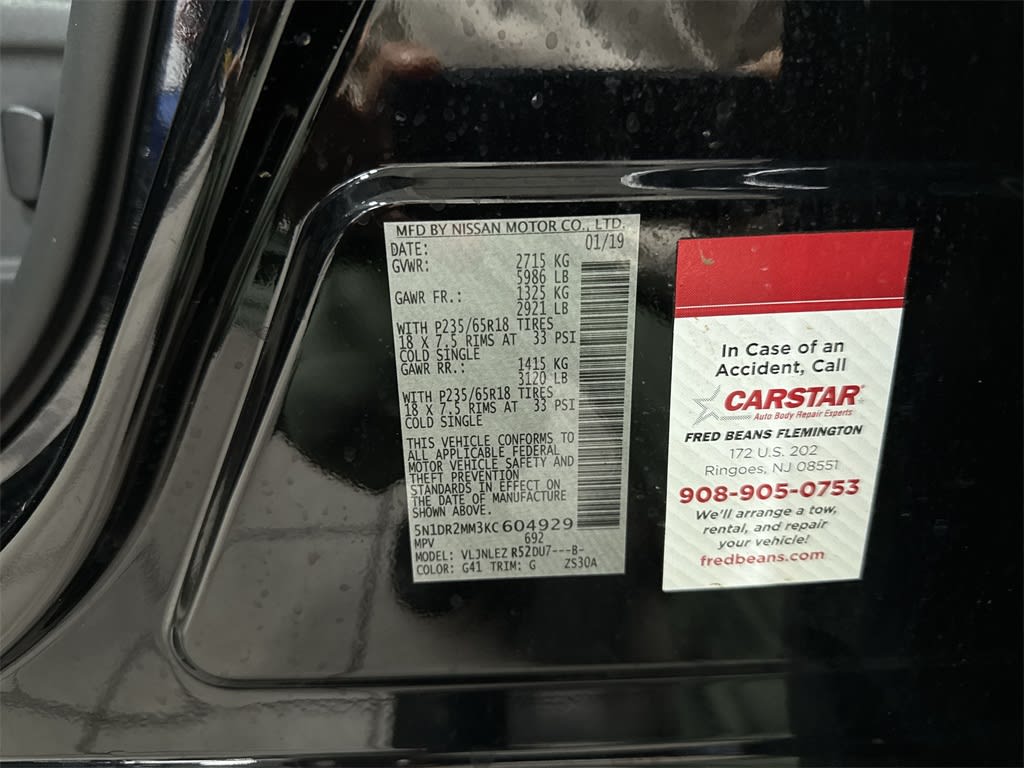 MFD BY NISSAN MOTOR CO., LTD.
DATE: 01/19
GVWR: 2715 KG
5986 LB
GAWR FR.: 1325 KG
2921 LB
WITH P235/65R18 TIRES
18 X 7.5 RIMS AT 33 PSI
COLD SINGLE
GAWR RR.: 1415 KG
3120 LB
WITH P235/65R18 TIRES
18 X 7.5 RIMS AT 33 PSI
COLD SINGLE
THIS VEHICLE CONFORMS TO
ALL APPLICABLE FEDERAL
MOTOR VEHICLE SAFETY AND
THEFT PREVENTION
STANDARDS IN EFFECT ON
THE DATE OF MANUFACTURE
SHOWN ABOVE.
5N1DR2MM3KC604929
MPV 692
MODEL: VLJNLEZ R52DU7---B-
COLOR: G41 TRIM: G ZS30A
In Case of an
Accident, Call
CARSTAR
Auto Body Repair Experts
FRED BEANS FLEMINGTON
172 U.S. 202
Ringoes, NJ 08551
908-905-0753
We'll arrange a tow,
rental, and repair
your vehicle!
fredbeans.com